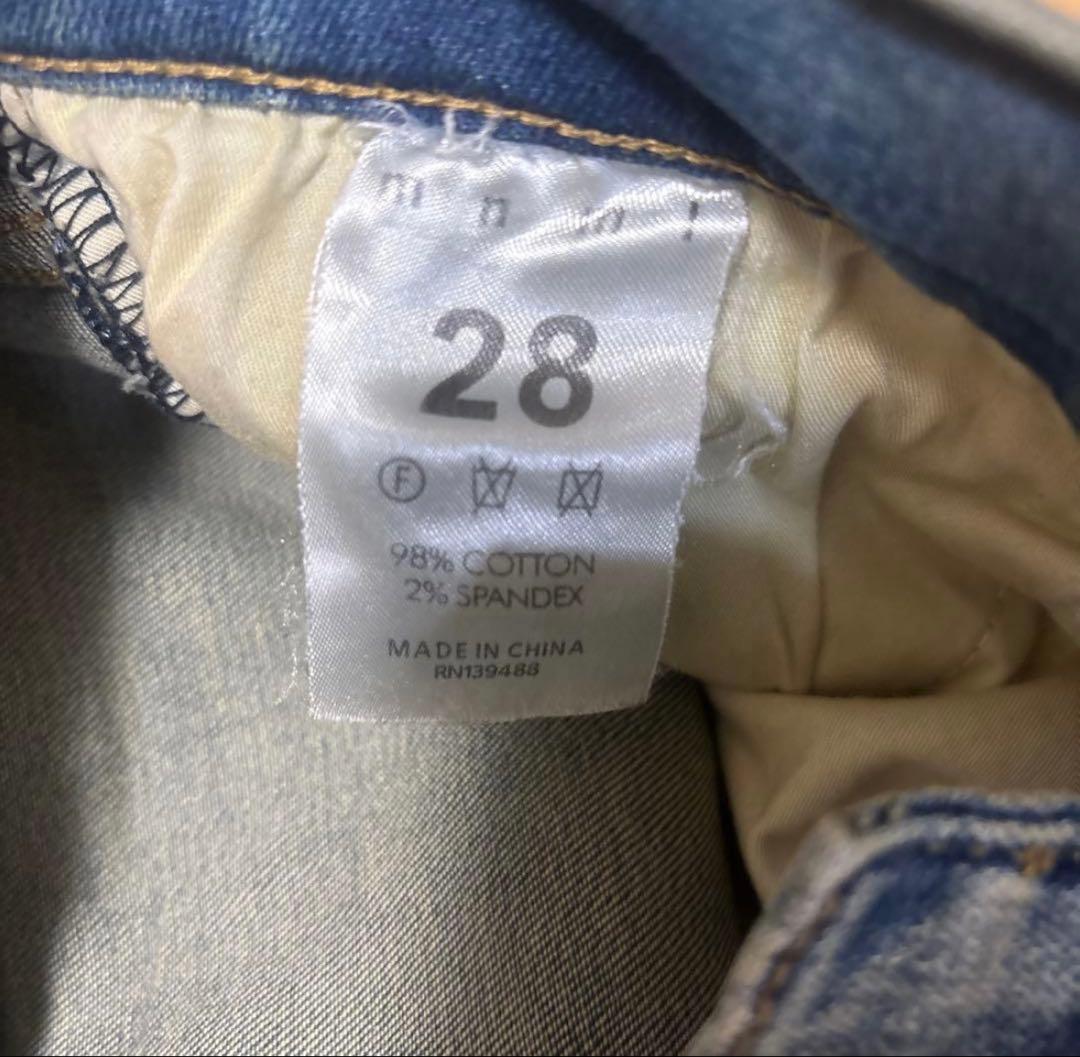 m n m l
28
F
98% COTTON
2% SPANDEX
MADE IN CHINA
RN139488